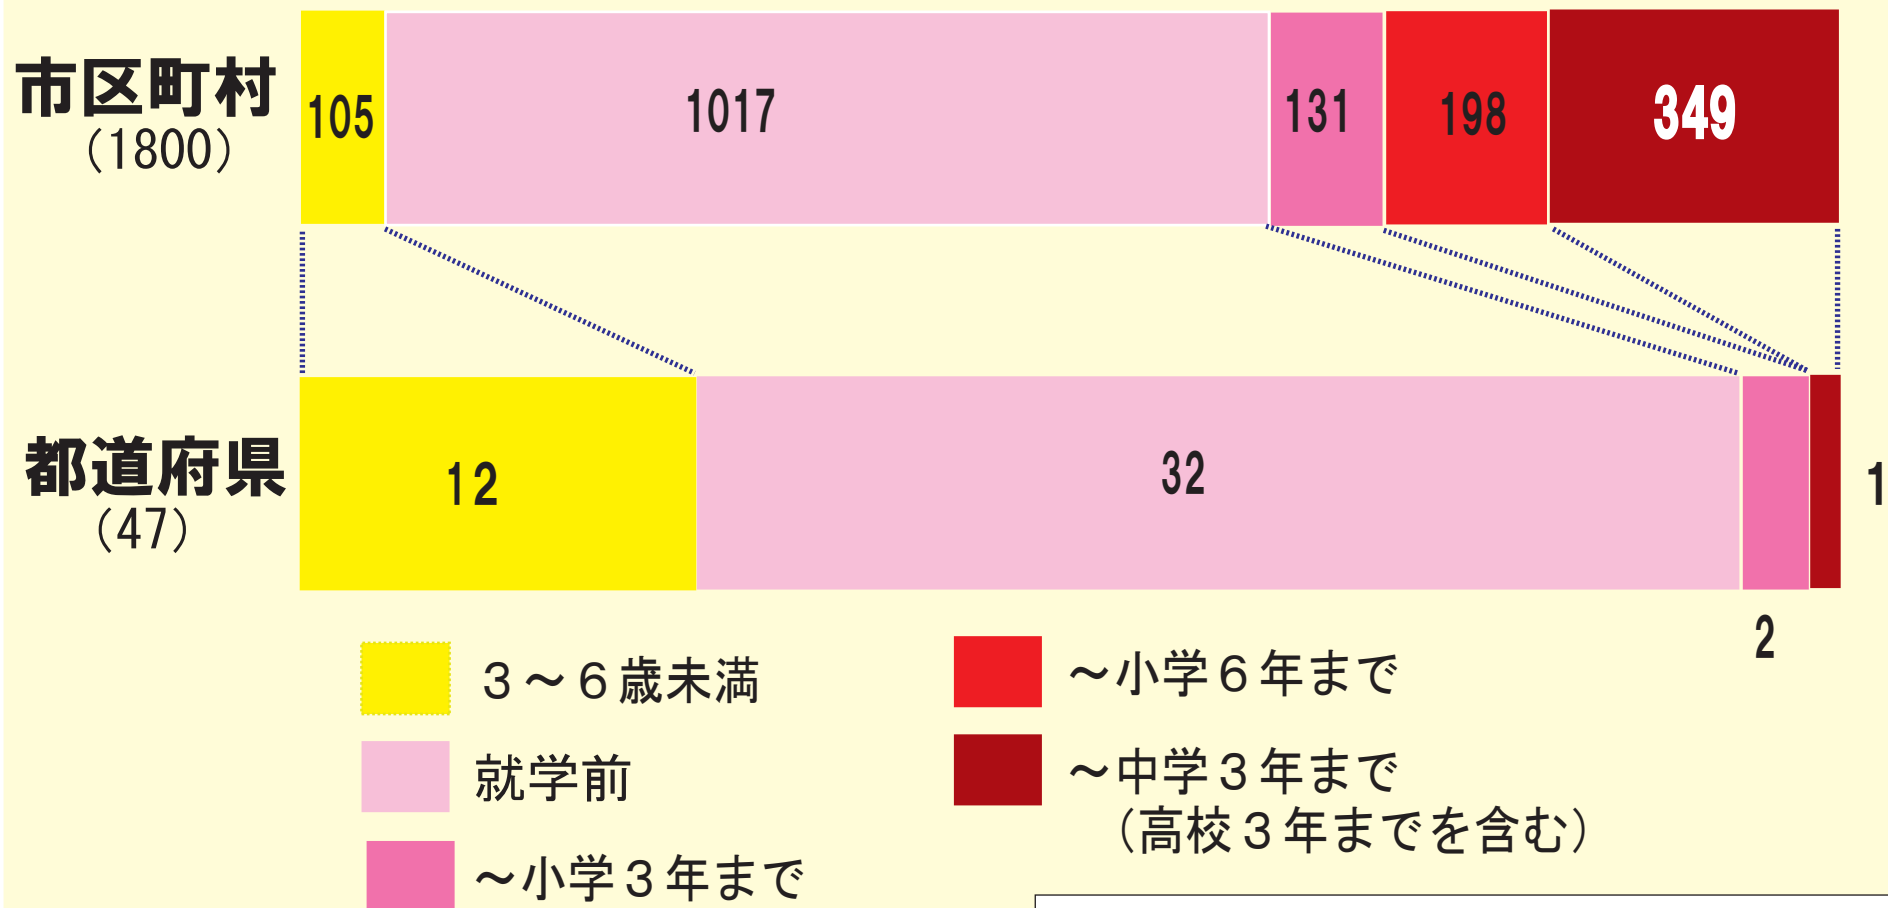 市区町村
(1800)
105
1017
131
198
349
都道府県
(47)
12
32
1
2
3～6歳未満
就学前
～小学3年まで
～小学6年まで
～中学3年まで
(高校3年までを含む)